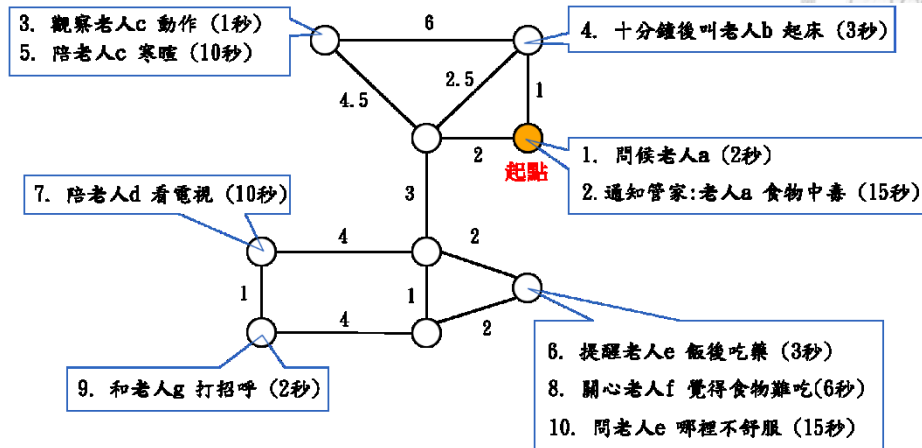 3. 觀察老人c 動作 (1秒)
5. 陪老人c 寒暄 (10秒)
6
4. 十分鐘後叫老人b 起床 (3秒)
4.5
2.5
1
2
起點
1. 問候老人a (2秒)
2.通知管家:老人a 食物中毒 (15秒)
3
7. 陪老人d 看電視 (10秒)
4
2
1
1
4
2
9. 和老人g 打招呼 (2秒)
6. 提醒老人e 飯後吃藥 (3秒)
8. 關心老人f 覺得食物難吃(6秒)
10. 問老人e 哪裡不舒服 (15秒)